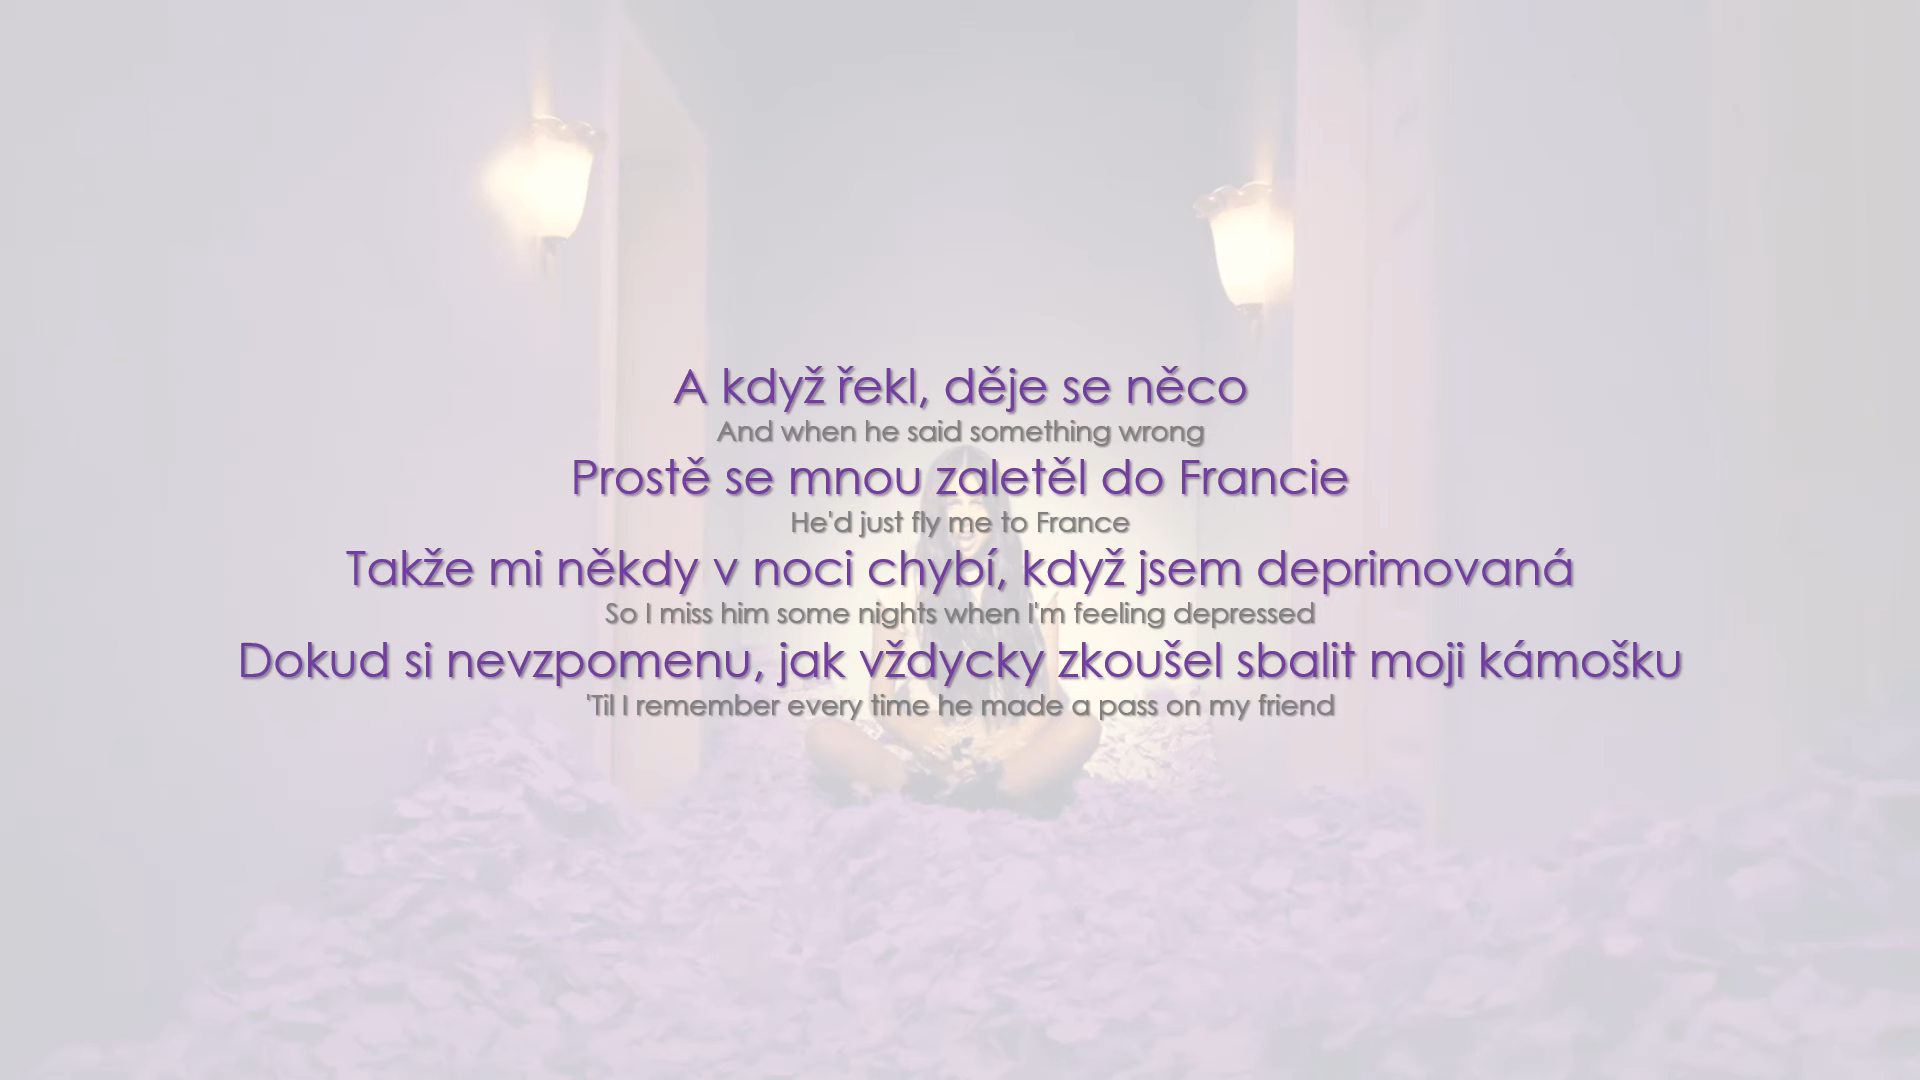 A když řekl, děje se něco
And when he said something wrong
Prostě se mnou zaletěl do Francie
He'd just fly me to France
Takže mi někdy v noci chybí, když jsem deprimovaná
So I miss him some nights when I'm feeling depressed
Dokud si nevzpomenu, jak vždycky zkoušel sbalit moji kámošku
'Til I remember every time he made a pass on my friend